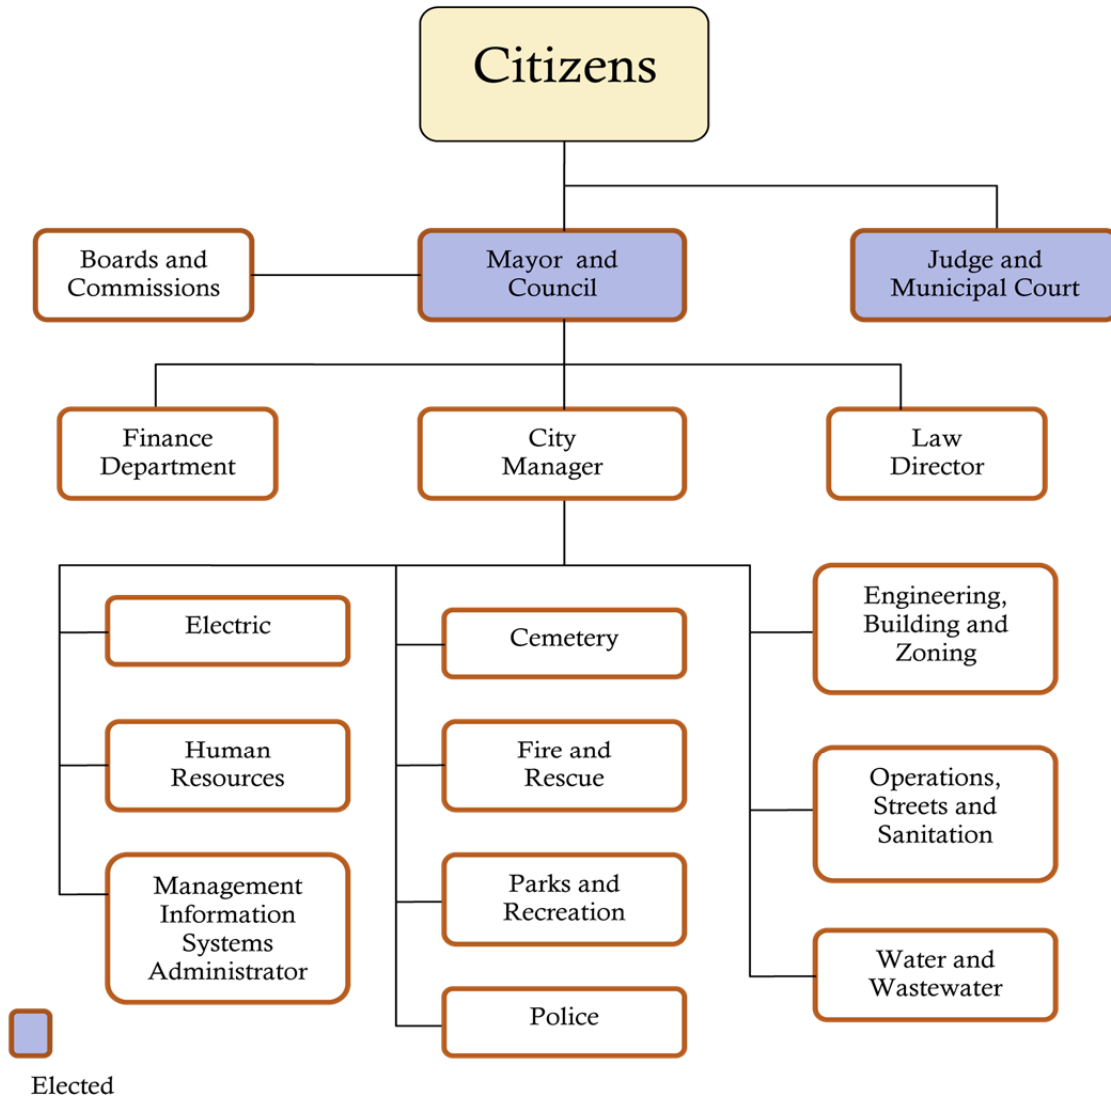 Citizens
Boards and
Commissions
Mayor and
Council
Judge and
Municipal Court
Finance
Department
City
Manager
Law
Director
Electric
Human
Resources
Management
Information
Systems
Administrator
Cemetery
Fire and
Rescue
Parks and
Recreation
Police
Engineering,
Building and
Zoning
Operations,
Streets and
Sanitation
Water and
Wastewater
Elected